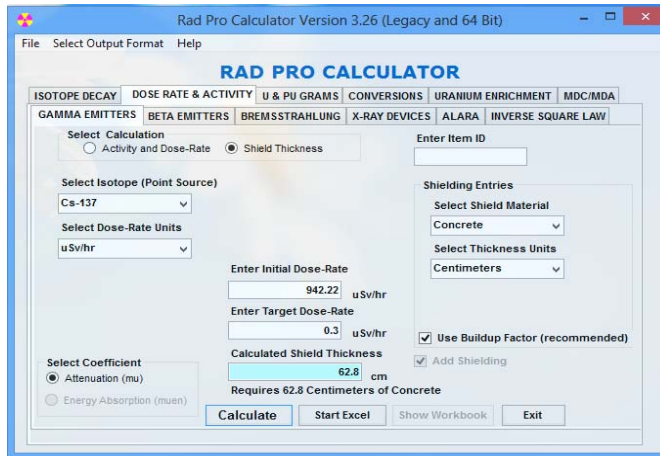 Rad Pro Calculator Version 3.26 (Legacy and 64 Bit)
File Select Output Format Help
RAD PRO CALCULATOR
ISOTOPE DECAY DOSE RATE & ACTIVITY U & PU GRAMS CONVERSIONS URANIUM ENRICHMENT MDC/MDA
GAMMA EMITTERS BETA EMITTERS BREMSSTRAHLUNG X-RAY DEVICES ALARA INVERSE SQUARE LAW
Select Calculation
Activity and Dose-Rate Shield Thickness
Enter Item ID
Select Isotope (Point Source)
Cs-137
Select Dose-Rate Units
uSv/hr
Shielding Entries
Select Shield Material
Concrete
Select Thickness Units
Centimeters
Enter Initial Dose-Rate
942.22 uSv/hr
Enter Target Dose-Rate
0.3 uSv/hr
Use Buildup Factor (recommended)
Add Shielding
Select Coefficient
Attenuation (mu)
Energy Absorption (muen)
Calculated Shield Thickness
62.8 cm
Requires 62.8 Centimeters of Concrete
Calculate Start Excel Show Workbook Exit